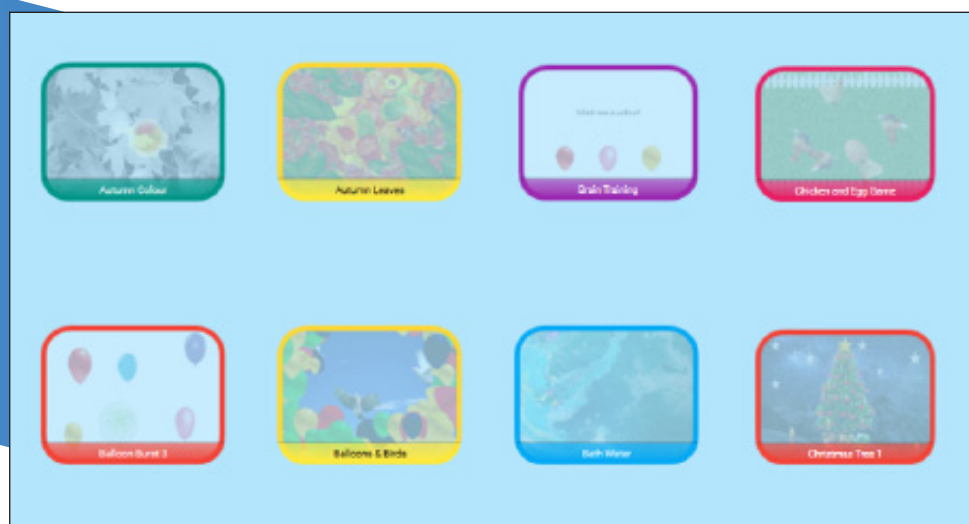 Autumn Colour
Autumn Leaves
Brain Training
Chicken and Egg Game
Balloon Burst 3
Balloons & Birds
Bath Water
Christmas Tree 1